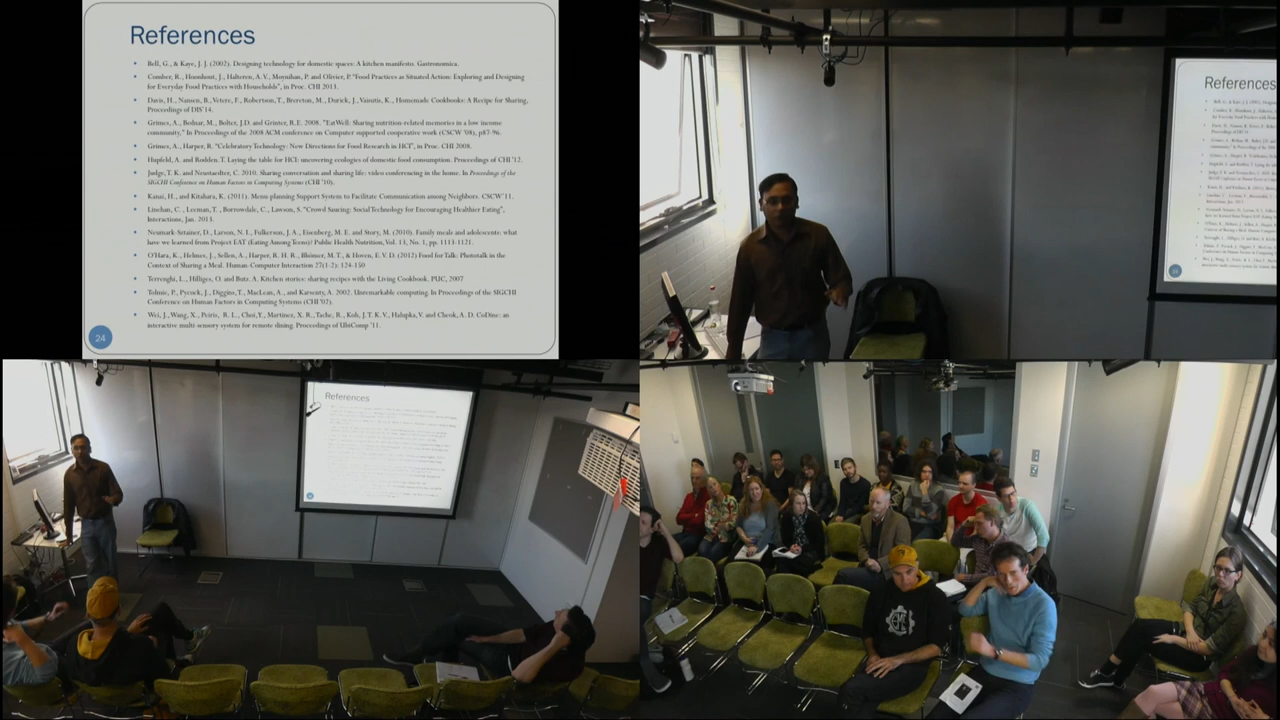 References
• Bell, G., & Kaye, J. J. (2002). Designing technology for domestic spaces: A kitchen manifesto. Gastronomica.
• Comber, R., Hoonhout, J., Halteren, A. V., Moynihan, P. and Olivier, P. "Food Practices as Situated Action: Exploring and Designing
for Everyday Food Practices with Households", in Proc. CHI 2013.
• Davis, H., Nansen, B., Vetere, F., Robertson, T., Brereton, M., Durick, J., Vaisutis, K., Homemade Cookbooks: A Recipe for Sharing,
Proceedings of DIS'14.
• Grimes, A., Bednar, M., Bolter, J.D. and Grinter, R.E. 2008. "EatWell: Sharing nutrition-related memories in a low income
community," In Proceedings of the 2008 ACM conference on Computer supported cooperative work (CSCW '08), p87-96.
• Grimes, A., Harper, R. "Celebratory Technology: New Directions for Food Research in HCI", in Proc. CHI 2008.
• Hupfeld, A. and Rodden, T. Laying the table for HCI: uncovering ecologies of domestic food consumption. Proceedings of CHI '12.
• Judge, T. K. and Neustaedter, C. 2010. Sharing conversation and sharing life: video conferencing in the home. In Proceedings of the
SIGCHI Conference on Human Factors in Computing Systems (CHI '10).
• Kanai, H., and Kitahara, K. (2011). Menu-planning Support System to Facilitate Communication among Neighbors. CSCW'11.
• Linehan, C., Leeman, T., Borrowdale, C., Lawson, S. "Crowd Saucing: Social Technology for Encouraging Healthier Eating",
Interactions, Jan. 2013.
• Neumark-Sztainer, D., Larson, N. I., Fulkerson, J. A., Eisenberg, M. E. and Story, M. (2010). Family meals and adolescents: what
have we learned from Project EAT (Eating Among Teens)? Public Health Nutrition, Vol. 13, No. 1, pp. 1113-1121.
• O'Hara, K., Helmes, J., Sellen, A., Harper, R. H. R., Bhömer, M. T., & Hoven, E. V. D. (2012) Food for Talk: Phototalk in the
Context of Sharing a Meal. Human-Computer Interaction 27(1-2): 124-150
• Terrenghi, L., Hilliges, O. and Butz, A. Kitchen stories: sharing recipes with the Living Cookbook. PUC, 2007
• Tolmie, P., Pycock, J., Diggins, T., MacLean, A., and Karsenty, A. 2002. Unremarkable computing. In Proceedings of the SIGCHI
Conference on Human Factors in Computing Systems (CHI '02).
• Wei, J., Wang, X., Peiris, R. L., Choi, Y., Martinez, X. R., Tache, R., Koh, J. T. K. V., Halupka, V. and Cheok, A. D. CoDine: an
interactive multi-sensory system for remote dining. Proceedings of UbiComp '11.
24
References
References